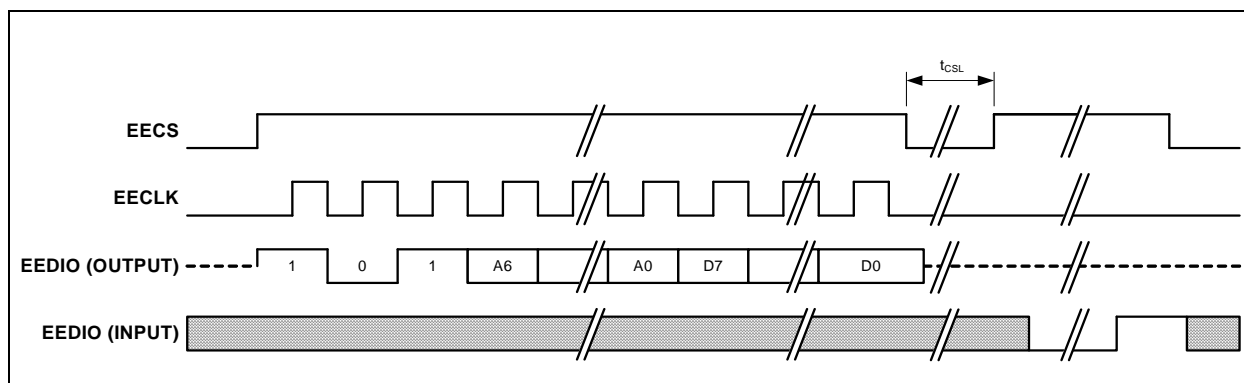 tCSL
EECS
EECLK
EEDIO (OUTPUT) 1 0 1 A6 A0 D7 D0
EEDIO (INPUT)